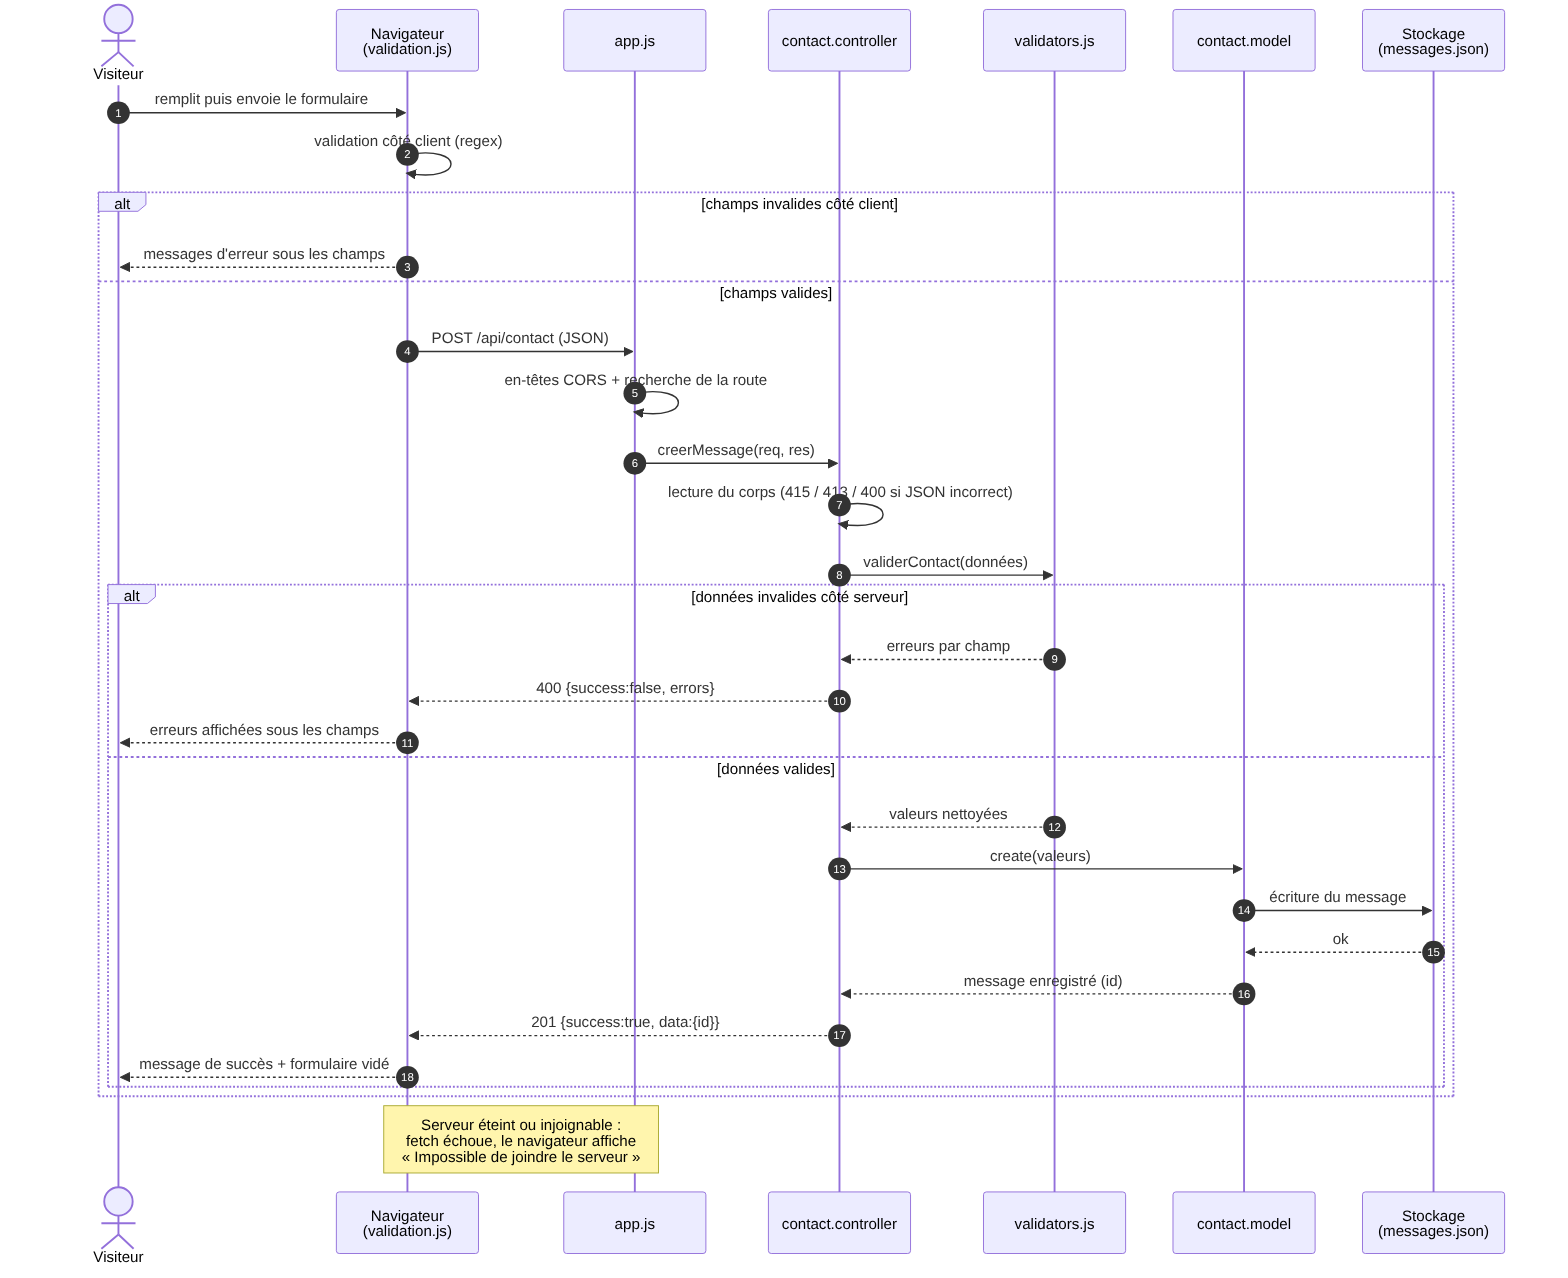 Visiteur
Navigateur
(validation.js)
app.js
contact.controller
validators.js
contact.model
Stockage
(messages.json)
1
remplit puis envoie le formulaire
validation côté client (regex)
2
alt
[champs invalides côté client]
messages d'erreur sous les champs
3
[champs valides]
POST /api/contact (JSON)
4
en-têtes CORS + recherche de la route
5
creerMessage(req, res)
6
lecture du corps (415 / 413 / 400 si JSON incorrect)
7
validerContact(données)
8
alt
[données invalides côté serveur]
erreurs par champ
9
400 {success:false, errors}
10
erreurs affichées sous les champs
11
[données valides]
valeurs nettoyées
12
create(valeurs)
13
écriture du message
14
ok
15
message enregistré (id)
16
201 {success:true, data:{id}}
17
message de succès + formulaire vidé
18
Serveur éteint ou injoignable :
fetch échoue, le navigateur affiche
« Impossible de joindre le serveur »
Visiteur
Navigateur
(validation.js)
app.js
contact.controller
validators.js
contact.model
Stockage
(messages.json)